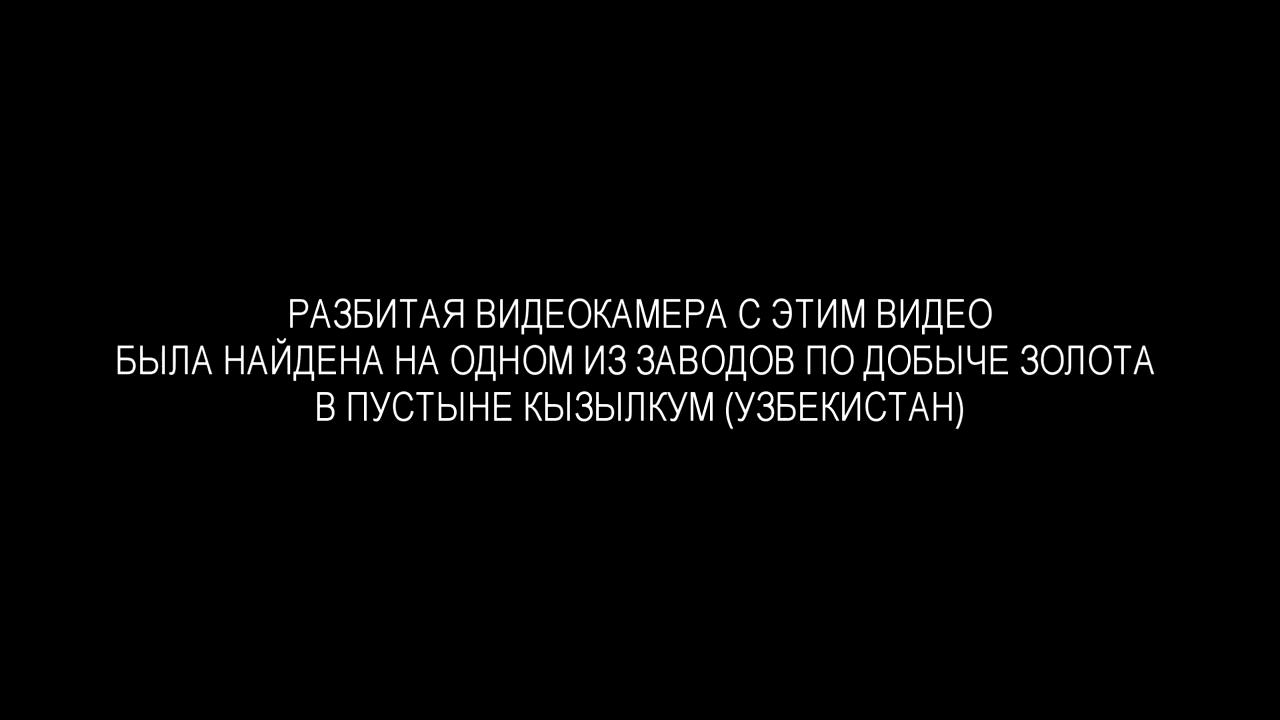 РАЗБИТАЯ ВИДЕОКАМЕРА С ЭТИМ ВИДЕО
БЫЛА НАЙДЕНА НА ОДНОМ ИЗ ЗАВОДОВ ПО ДОБЫЧЕ ЗОЛОТА
В ПУСТЫНЕ КЫЗЫЛКУМ (УЗБЕКИСТАН)